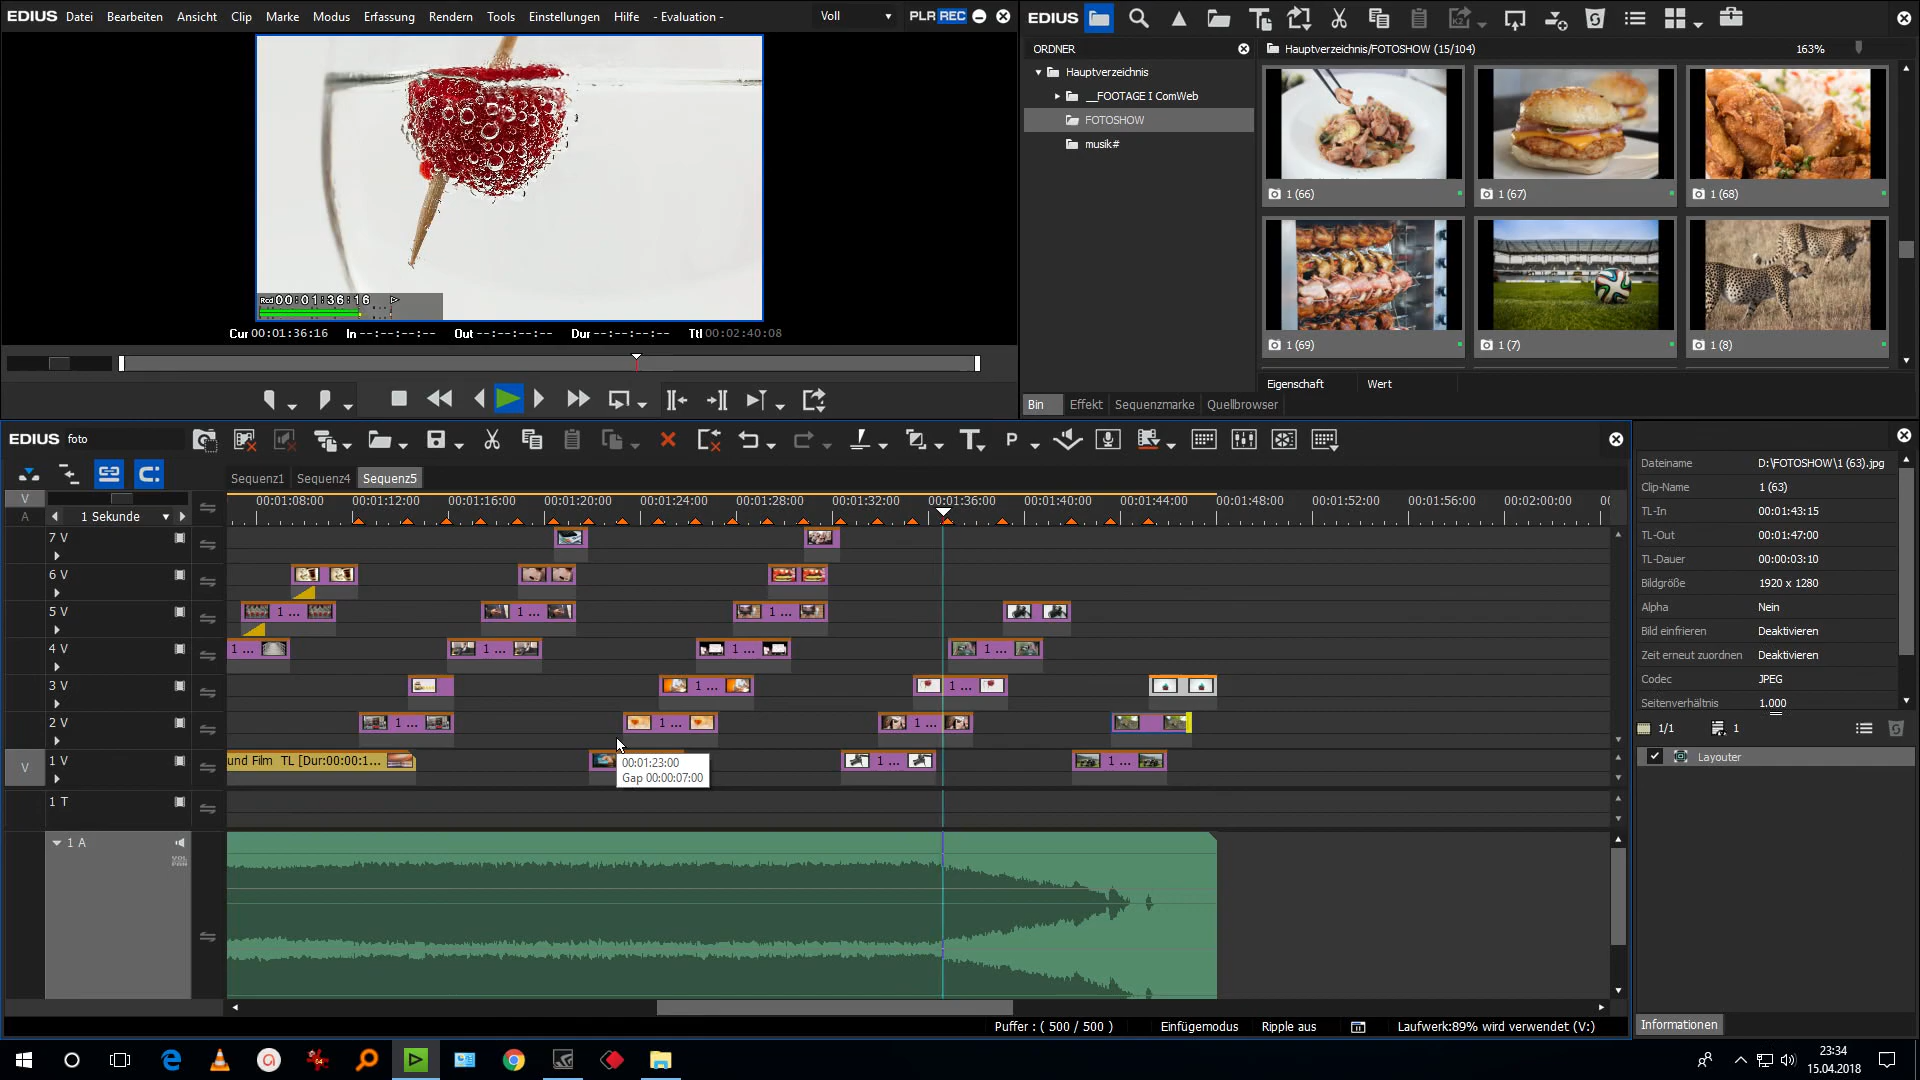 EDIUS Datei Bearbeiten Ansicht Clip Marke Modus Erfassung Rendern Tools Einstellungen Hilfe - Evaluation - Voll PLR REC
Rcd 00:01:36:16
Cur 00:01:36:16 In --:--:--:-- Out --:--:--:-- Dur --:--:--:-- Ttl 00:02:40:08
EDIUS
ORDNER
Hauptverzeichnis/FOTOSHOW (15/104) 163%
Hauptverzeichnis
__FOOTAGE I ComWeb
FOTOSHOW
musik#
1 (66) 1 (67) 1 (68)
1 (69) 1 (7) 1 (8)
Eigenschaft Wert
Bin Effekt Sequenzmarke Quellbrowser
EDIUS foto
Sequenz1 Sequenz4 Sequenz5
V
A
1 Sekunde
00:01:08:00 00:01:12:00 00:01:16:00 00:01:20:00 00:01:24:00 00:01:28:00 00:01:32:00 00:01:36:00 00:01:40:00 00:01:44:00 00:01:48:00 00:01:52:00 00:01:56:00 00:02:00:00
7 V
6 V
5 V 1 ... 1 ... 1 ...
4 V 1 ... 1 ... 1 ... 1 ...
3 V 1 ... 1 ...
2 V 1 ... 1 ... 1 ...
V 1 V und Film TL [Dur:00:00:1... 1 ... 1 ...
00:01:23:00
Gap 00:00:07:00
1 T
1 A
VOL
PAN
Puffer : ( 500 / 500 ) Einfügemodus Ripple aus Laufwerk:89% wird verwendet (V:)
Dateiname D:\FOTOSHOW\1 (63).jpg
Clip-Name 1 (63)
TL-In 00:01:43:15
TL-Out 00:01:47:00
TL-Dauer 00:00:03:10
Bildgröße 1920 x 1280
Alpha Nein
Bild einfrieren Deaktivieren
Zeit erneut zuordnen Deaktivieren
Codec JPEG
Seitenverhältnis 1.000
1/1 1
Layouter
Informationen
23:34
15.04.2018